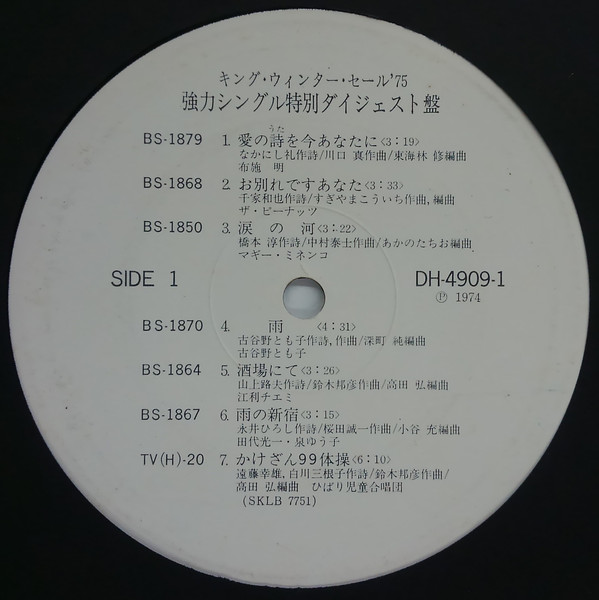 キング・ウィンター・セール'75
強力シングル特別ダイジェスト盤
BS-1879 1. 愛の詩を今あなたに〈3:19〉
うた
なかにし礼作詩/川口 真作曲/東海林 修編曲
布施 明
BS-1868 2. お別れですあなた〈3:33〉
千家和也作詩/すぎやまこういち作曲,編曲
ザ・ピーナッツ
BS-1850 3. 涙の河〈3:22〉
橋本 淳作詩/中村泰士作曲/あかのたちお編曲
マギー・ミネンコ
SIDE 1
DH-4909-1
Ⓟ 1974
BS-1870 4. 雨 〈4:31〉
古谷野とも子作詩,作曲/深町 純編曲
古谷野とも子
BS-1864 5. 酒場にて〈3:26〉
山上路夫作詩/鈴木邦彦作曲/高田 弘編曲
江利チエミ
BS-1867 6. 雨の新宿〈3:15〉
永井ひろし作詩/桜田誠一作曲/小谷 充編曲
田代光一・泉ゆう子
TV(H)-20 7. かけざん99体操〈6:10〉
遠藤幸雄,白川三根子作詩/鈴木邦彦作曲/
高田 弘編曲 ひばり児童合唱団
(SKLB 7751)